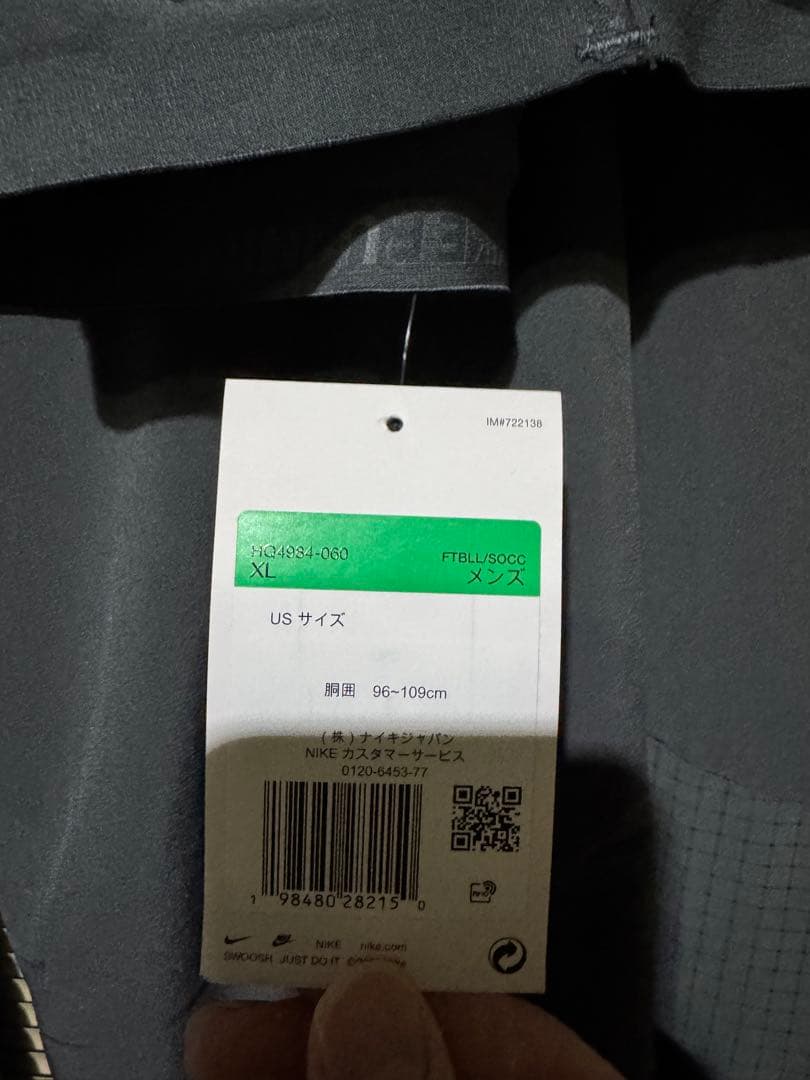 IM#722138
HQ4984-060
XL
FTBLL/SOCC
メンズ
US サイズ
胴囲 96~109cm
(株)ナイキジャパン
NIKE カスタマーサービス
0120-6453-77
1 98480 28215 0
NIKE nike.com
SWOOSH JUST DO IT